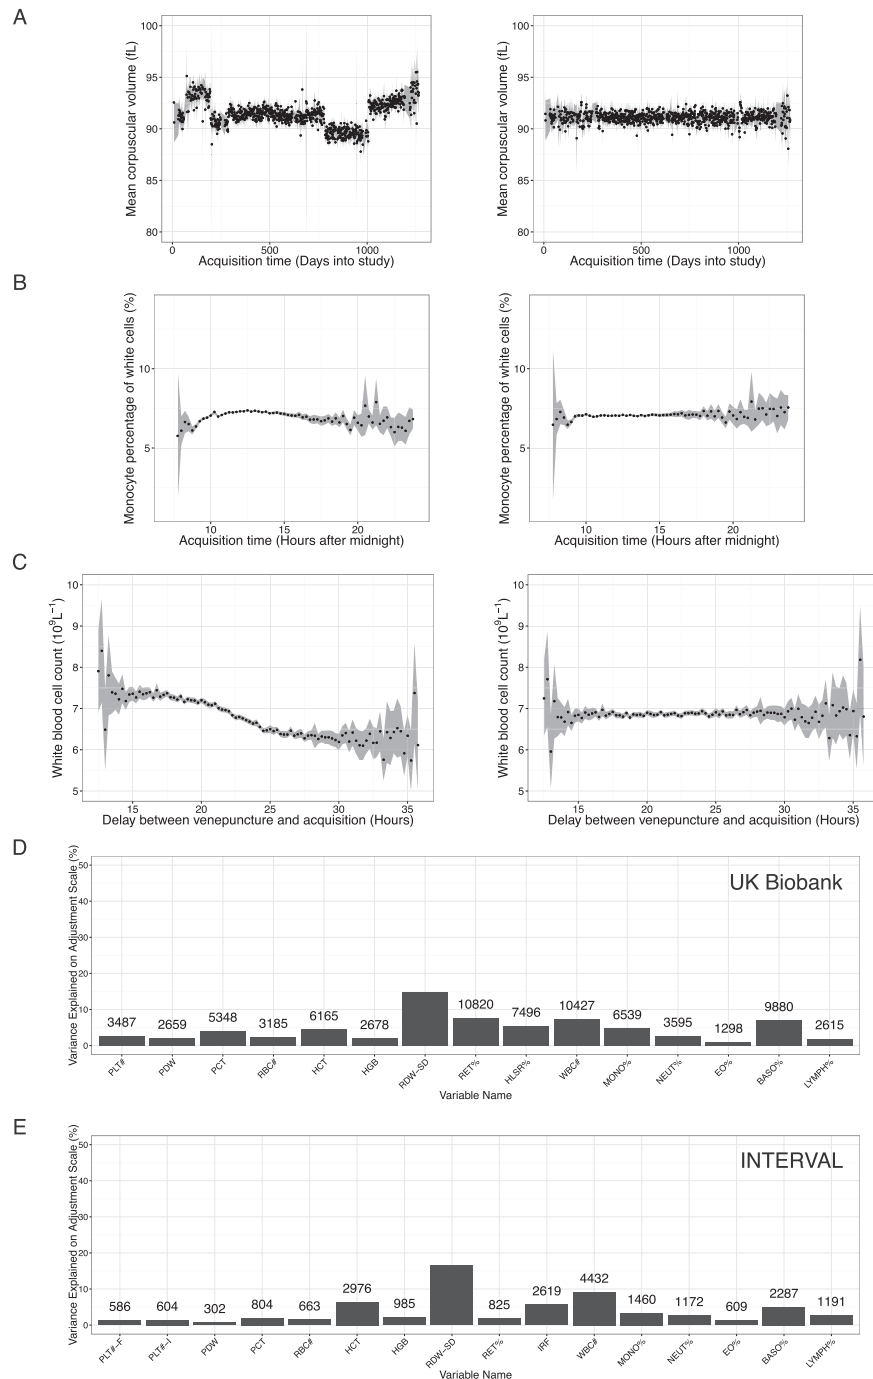 A
Mean corpuscular volume (fL)
100
95
90
85
80
0
500
1000
Acquisition time (Days into study)
Mean corpuscular volume (fL)
100
95
90
85
80
0
500
1000
Acquisition time (Days into study)
B
Monocyte percentage of white cells (%)
10
5
10
15
20
Acquisition time (Hours after midnight)
Monocyte percentage of white cells (%)
10
5
10
15
20
Acquisition time (Hours after midnight)
C
White blood cell count (10⁹L⁻¹)
10
9
8
7
6
5
15
20
25
30
35
Delay between venepuncture and acquisition (Hours)
White blood cell count (10⁹L⁻¹)
10
9
8
7
6
5
15
20
25
30
35
Delay between venepuncture and acquisition (Hours)
D
Variance Explained on Adjustment Scale (%)
50
40
30
20
10
0
UK Biobank
3487
2659
5348
3185
6165
2678
10820
7496
10427
6539
3595
1298
9880
2615
PLT#
PDW
PCT
RBC#
HCT
HGB
RDW−SD
RET%
HLSR%
WBC#
MONO%
NEUT%
EO%
BASO%
LYMPH%
Variable Name
E
Variance Explained on Adjustment Scale (%)
50
40
30
20
10
0
INTERVAL
586
604
302
804
663
2976
985
825
2619
4432
1460
1172
609
2287
1191
PLT#−F
PLT#−I
PDW
PCT
RBC#
HCT
HGB
RDW−SD
RET%
IRF
WBC#
MONO%
NEUT%
EO%
BASO%
LYMPH%
Variable Name